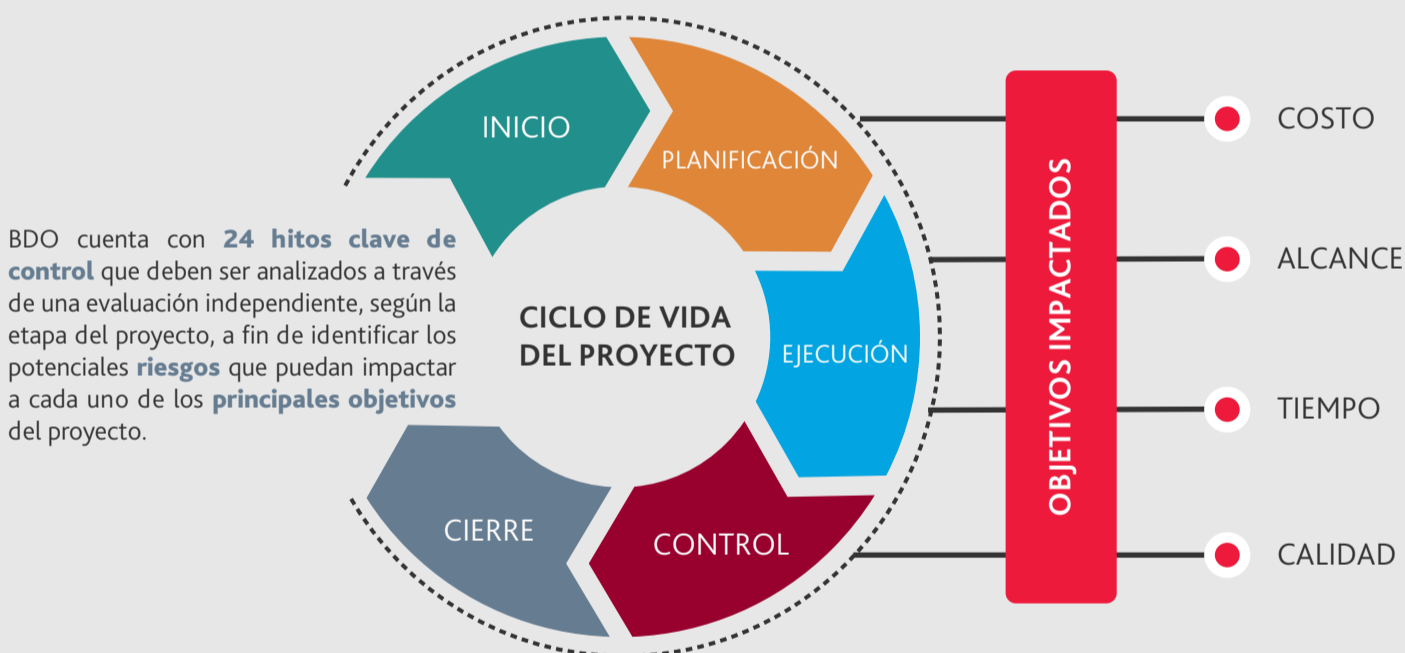 BDO cuenta con 24 hitos clave de
control que deben ser analizados a través
de una evaluación independiente, según la
etapa del proyecto, a fin de identificar los
potenciales riesgos que puedan impactar
a cada uno de los principales objetivos
del proyecto.
INICIO
PLANIFICACIÓN
EJECUCIÓN
CONTROL
CIERRE
CICLO DE VIDA
DEL PROYECTO
OBJETIVOS IMPACTADOS
COSTO
ALCANCE
TIEMPO
CALIDAD